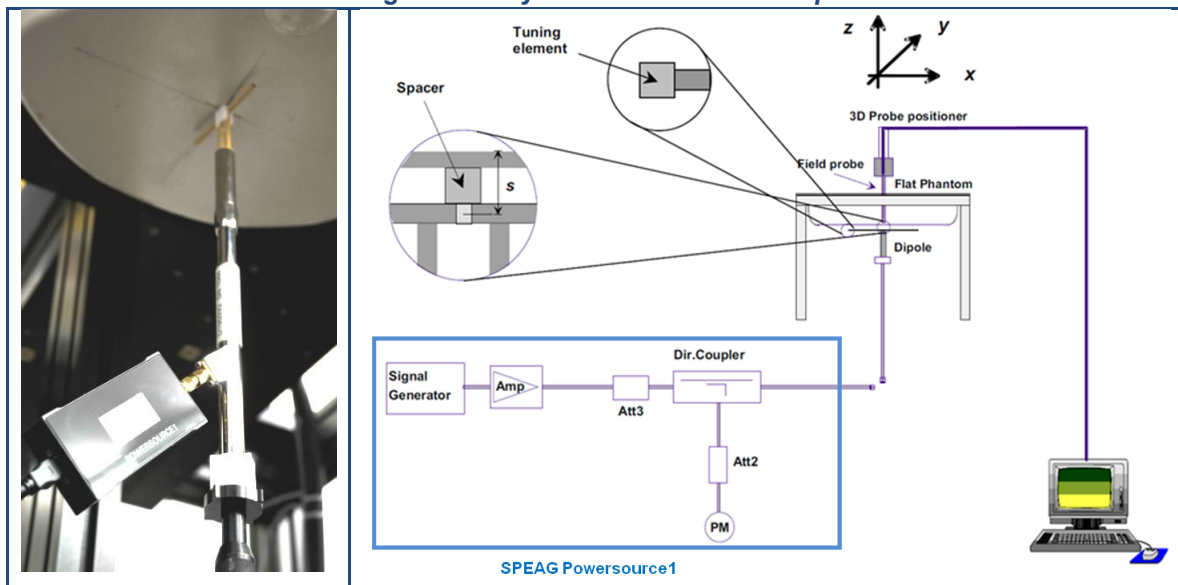 POWERSOURCE1
Tuning
element
Spacer
s
z
y
x
3D Probe positioner
Field probe
Flat Phantom
Dipole
Signal
Generator
Amp
Att3
Dir.Coupler
Att2
PM
SPEAG Powersource1